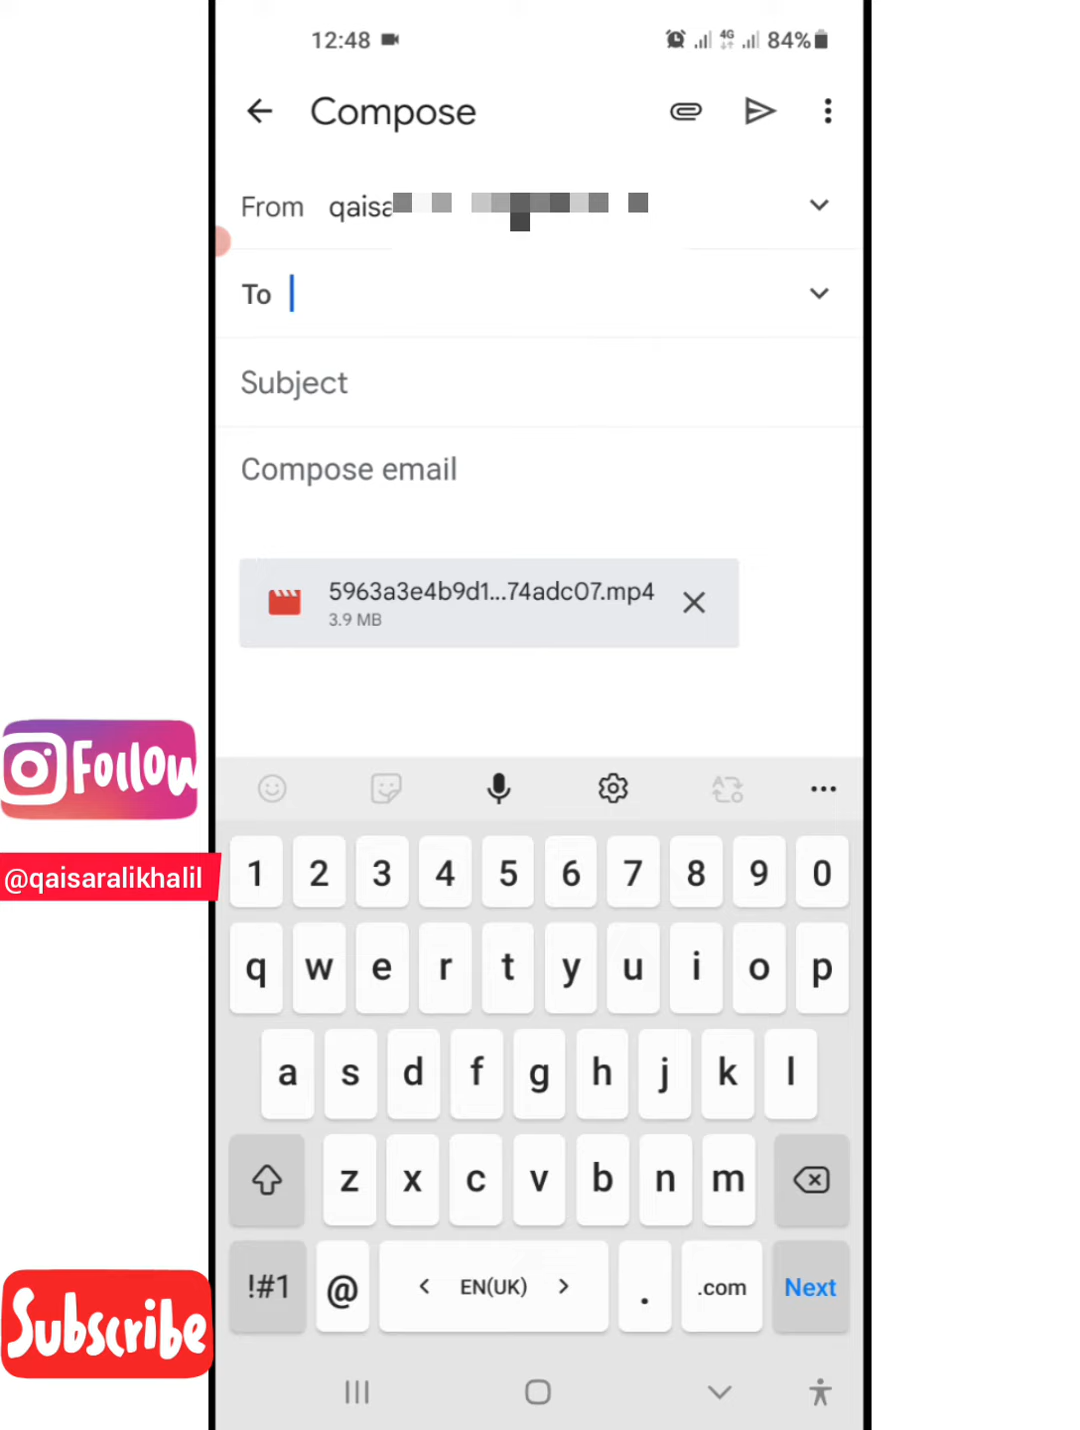 12:48 4G 84%
Compose
From qaisa
To
Subject
Compose email
5963a3e4b9d1...74adc07.mp4
3.9 MB
Follow
@qaisaralikhalil
1 2 3 4 5 6 7 8 9 0
q w e r t y u i o p
a s d f g h j k l
z x c v b n m
!#1 @ < EN(UK) > . .com Next
Subscribe